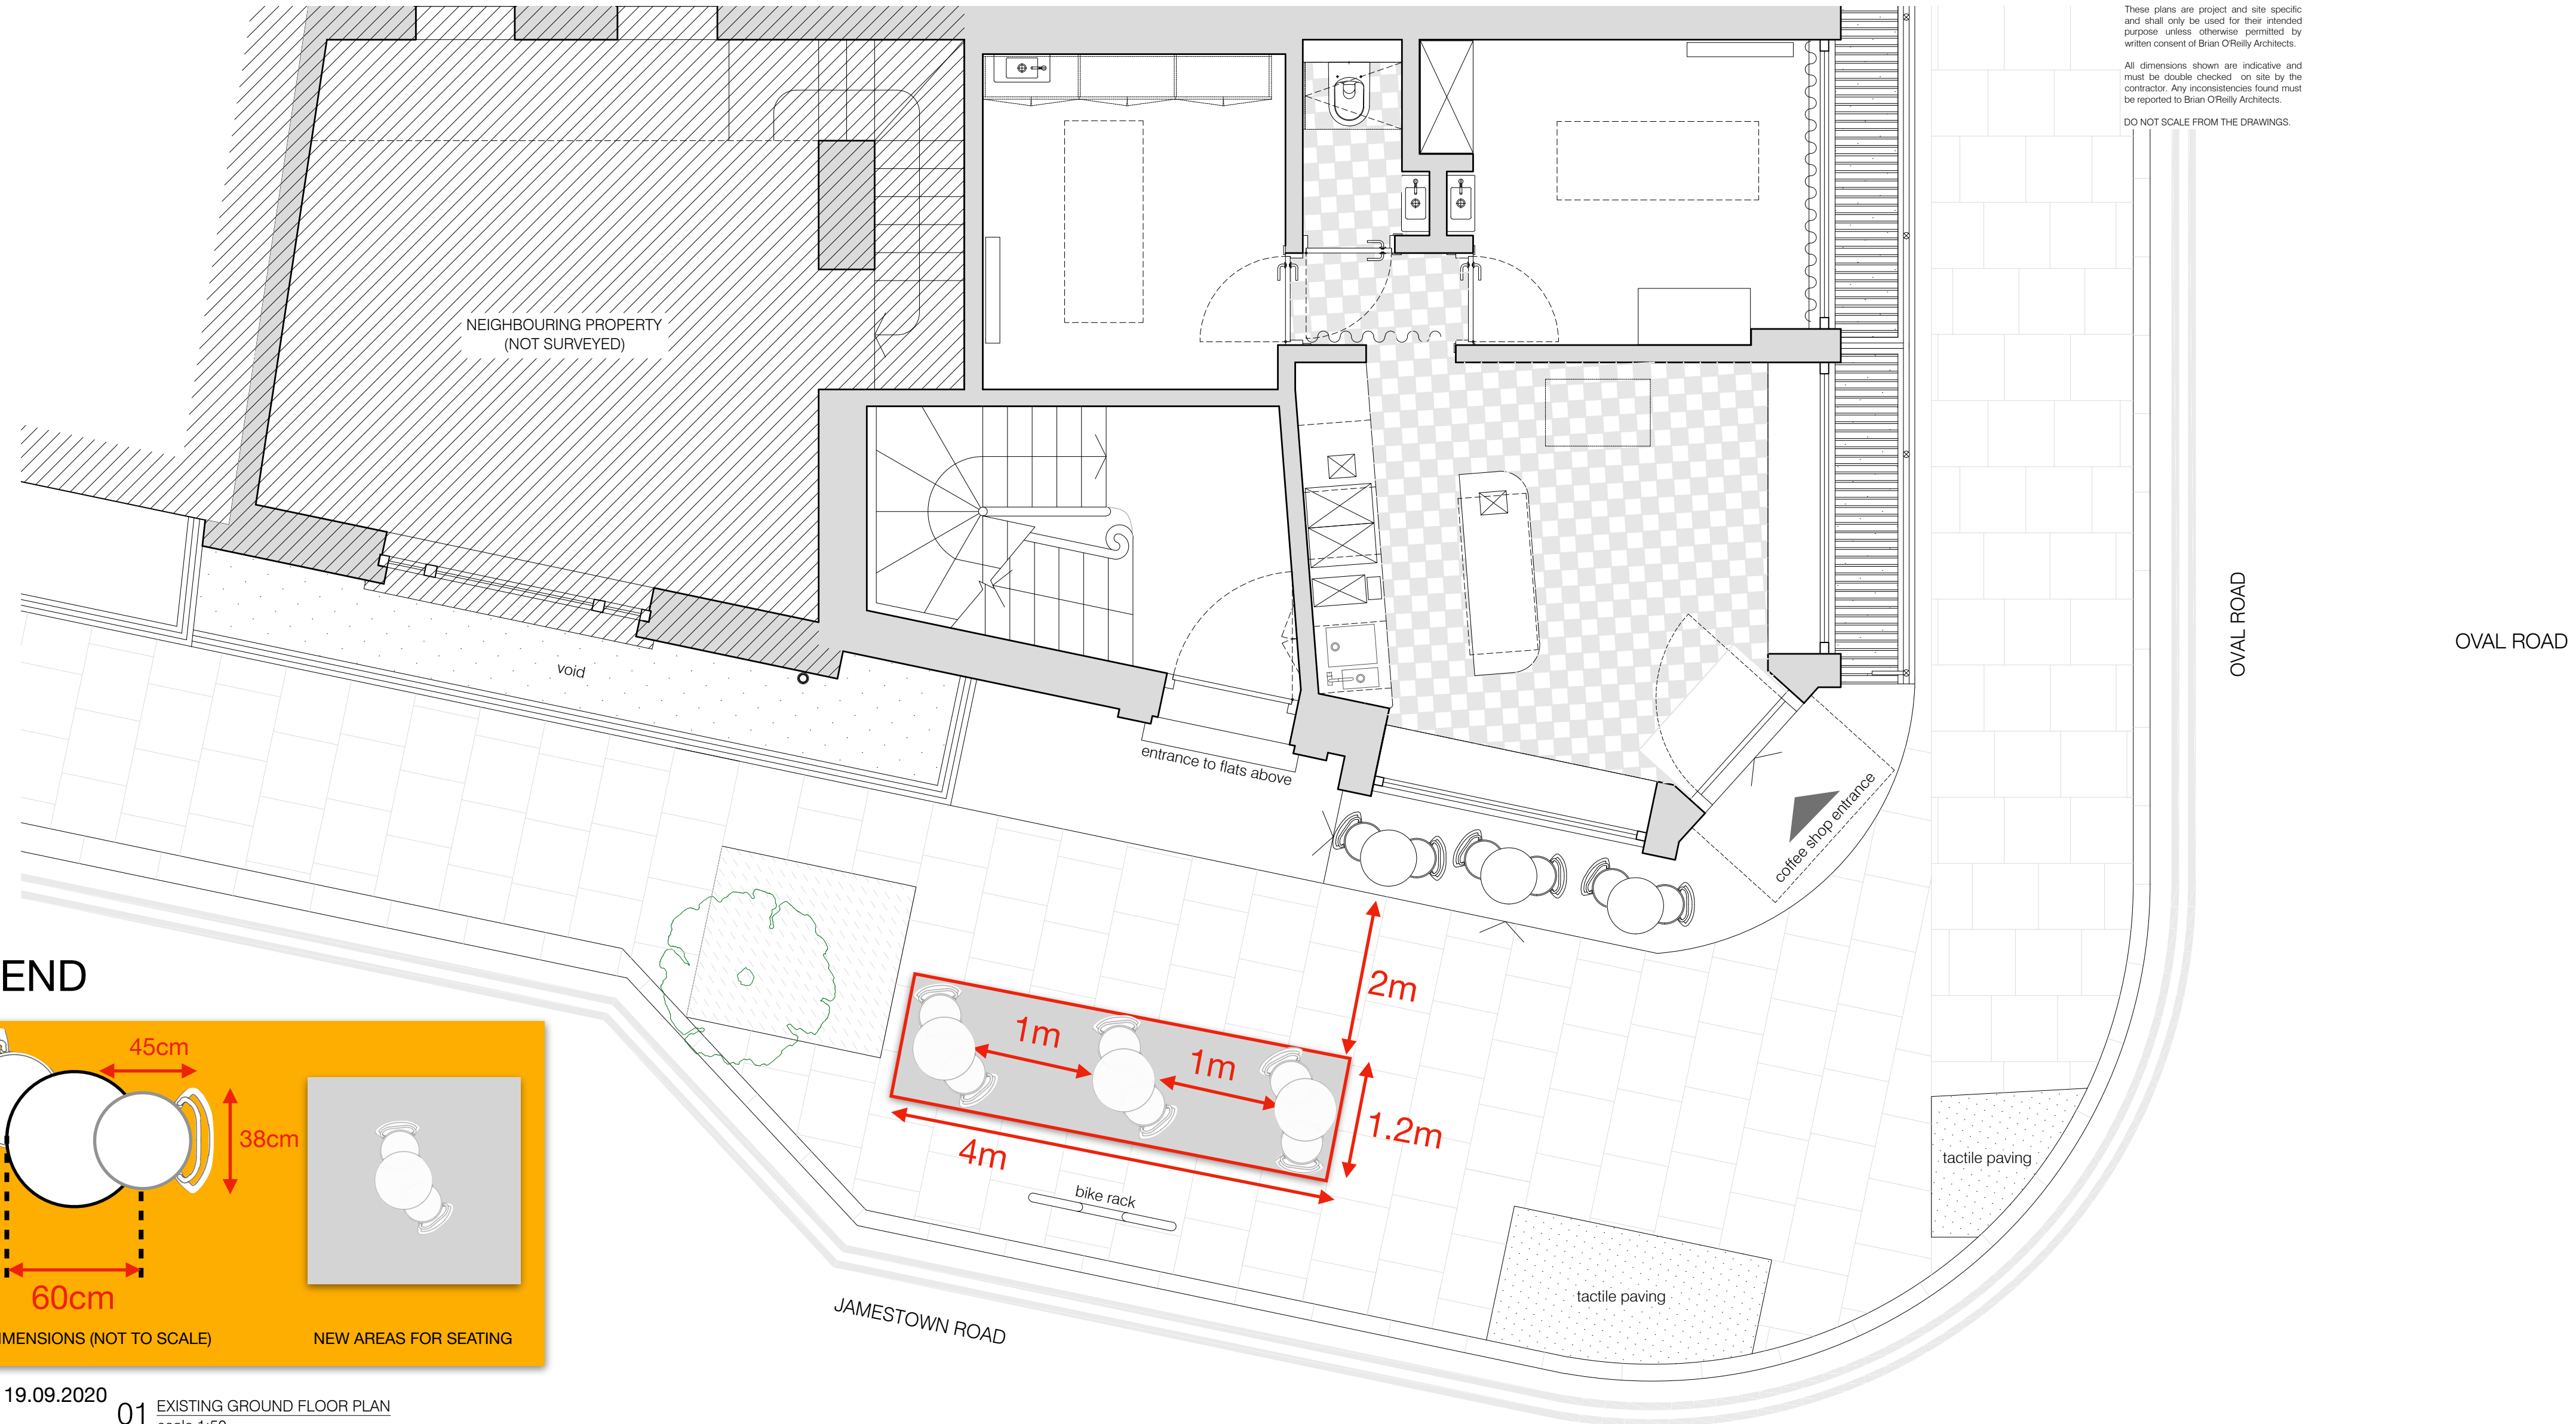 These plans are project and site specific
and shall only be used for their intended
purpose unless otherwise permitted by
written consent of Brian O'Reilly Architects.
All dimensions shown are indicative and
must be double checked on site by the
contractor. Any inconsistencies found must
be reported to Brian O'Reilly Architects.
DO NOT SCALE FROM THE DRAWINGS.
NEIGHBOURING PROPERTY
(NOT SURVEYED)
OVAL ROAD
OVAL ROAD
void
entrance to flats above
coffee shop entrance
2m
1m
1m
1.2m
4m
bike rack
tactile paving
tactile paving
JAMESTOWN ROAD
END
45cm
38cm
60cm
IMENSIONS (NOT TO SCALE)
NEW AREAS FOR SEATING
19.09.2020
01 EXISTING GROUND FLOOR PLAN
scale 1:50